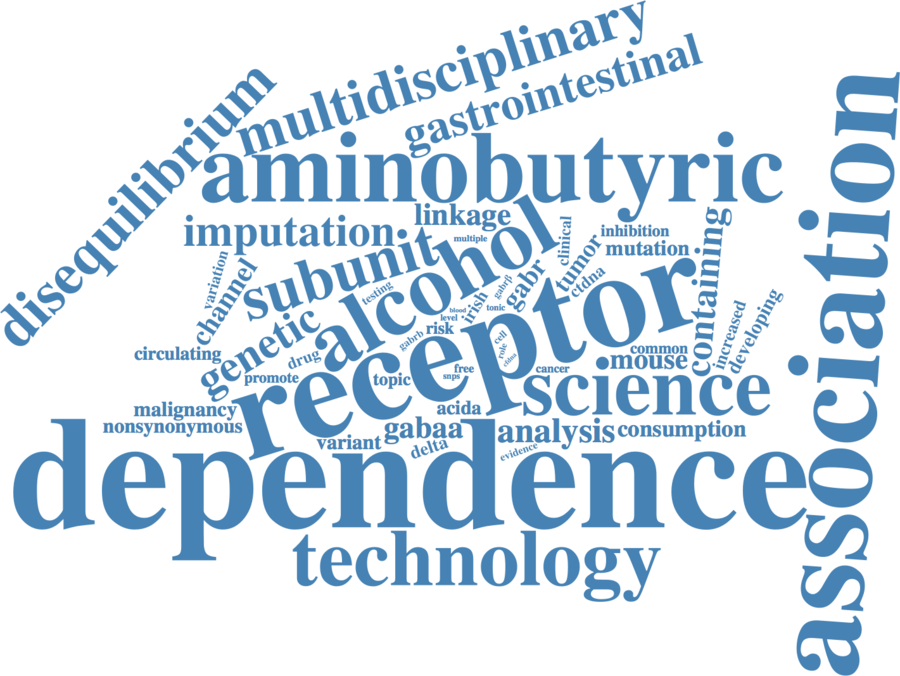 multidisciplinary
gastrointestinal
disequilibrium
aminobutyric
association
linkage
imputation
multiple
clinical
inhibition
mutation
containing
subunit
alcohol
variation
channel
testing
gabrβ
gabr
tumor
ctdna
irish
tonic
blood
level
risk
gabrb
receptor
genetic
circulating
drug
promote
topic
free
snps
cell
role
ctdna
cancer
common
mouse
increased
developing
science
malignancy
nonsynonymous
acida
variant
gabaa
delta
analysis
consumption
evidence
dependence
technology